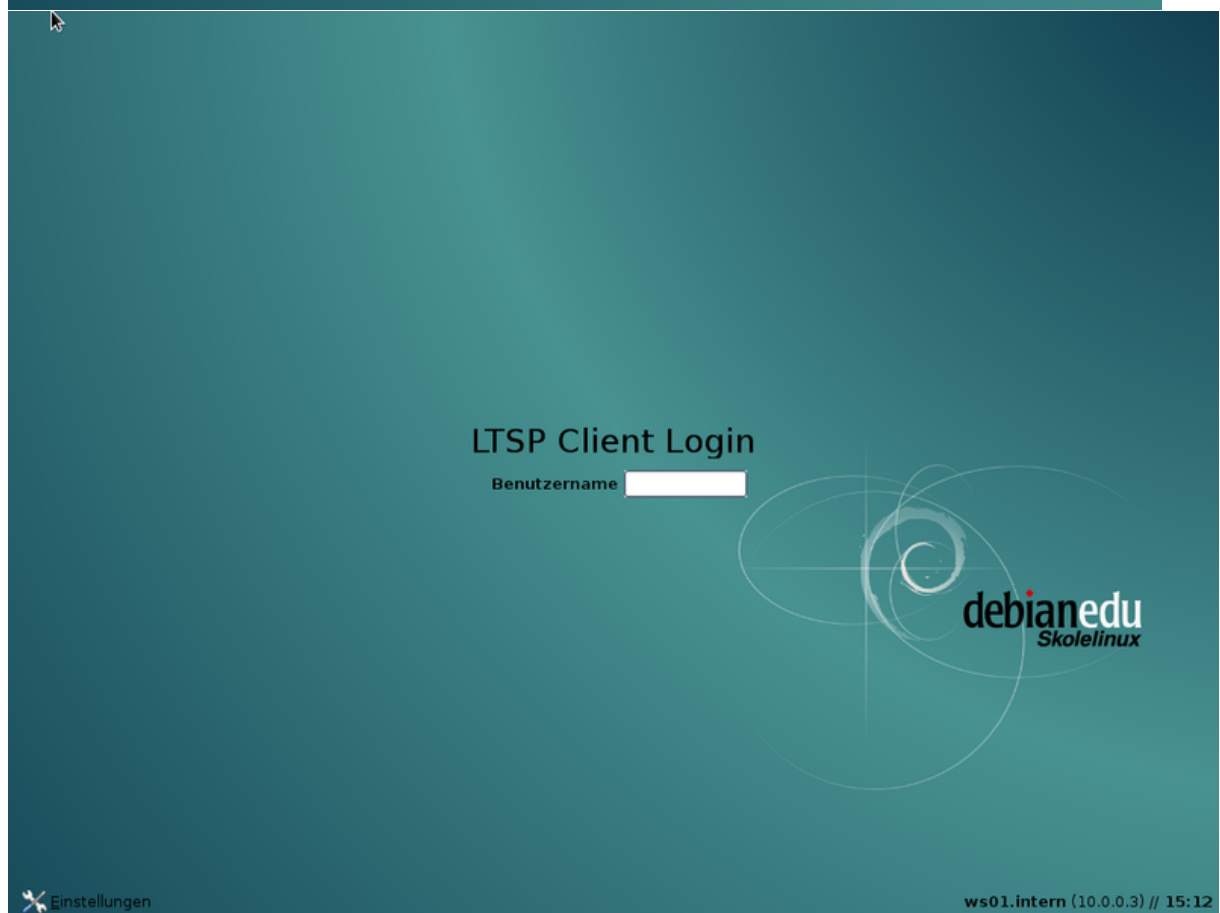 LTSP Client Login
Benutzername
debianedu
Skolelinux
Einstellungen
ws01.intern (10.0.0.3) // 15:12